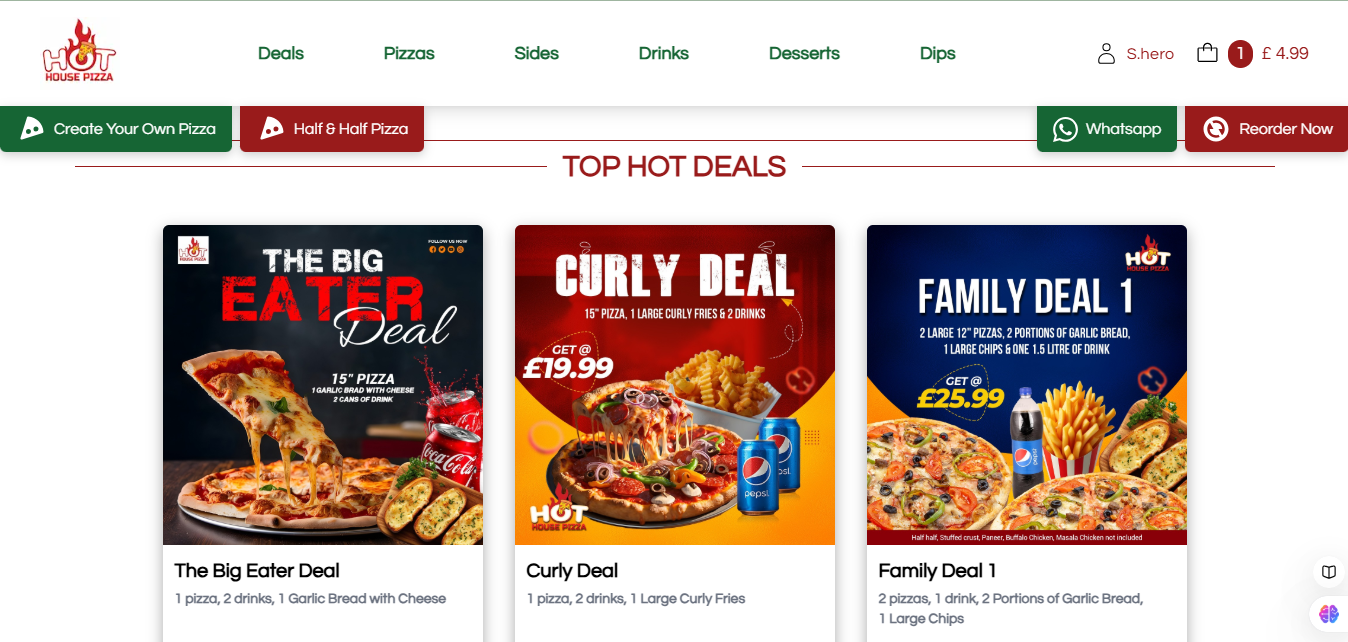 HOT
HOUSE PIZZA
Deals
Pizzas
Sides
Drinks
Desserts
Dips
S.hero
1
£ 4.99
Create Your Own Pizza
Half & Half Pizza
Whatsapp
Reorder Now
TOP HOT DEALS
HOT
HOUSE PIZZA
FOLLOW US NOW
THE BIG
EATER
Deal
15" PIZZA
1 GARLIC BRAD WITH CHEESE
2 CANS OF DRINK
Coca-Cola
CURLY DEAL
15" PIZZA, 1 LARGE CURLY FRIES & 2 DRINKS
GET @
£19.99
pepsi.
HOT
HOUSE PIZZA
HOT
HOUSE PIZZA
FAMILY DEAL 1
2 LARGE 12" PIZZAS, 2 PORTIONS OF GARLIC BREAD,
1 LARGE CHIPS & ONE 1.5 LITRE OF DRINK
GET @
£25.99
pepsi
Half half, Stuffed crust, Paneer, Buffalo Chicken, Masala Chicken not included
The Big Eater Deal
1 pizza, 2 drinks, 1 Garlic Bread with Cheese
Curly Deal
1 pizza, 2 drinks, 1 Large Curly Fries
Family Deal 1
2 pizzas, 1 drink, 2 Portions of Garlic Bread,
1 Large Chips